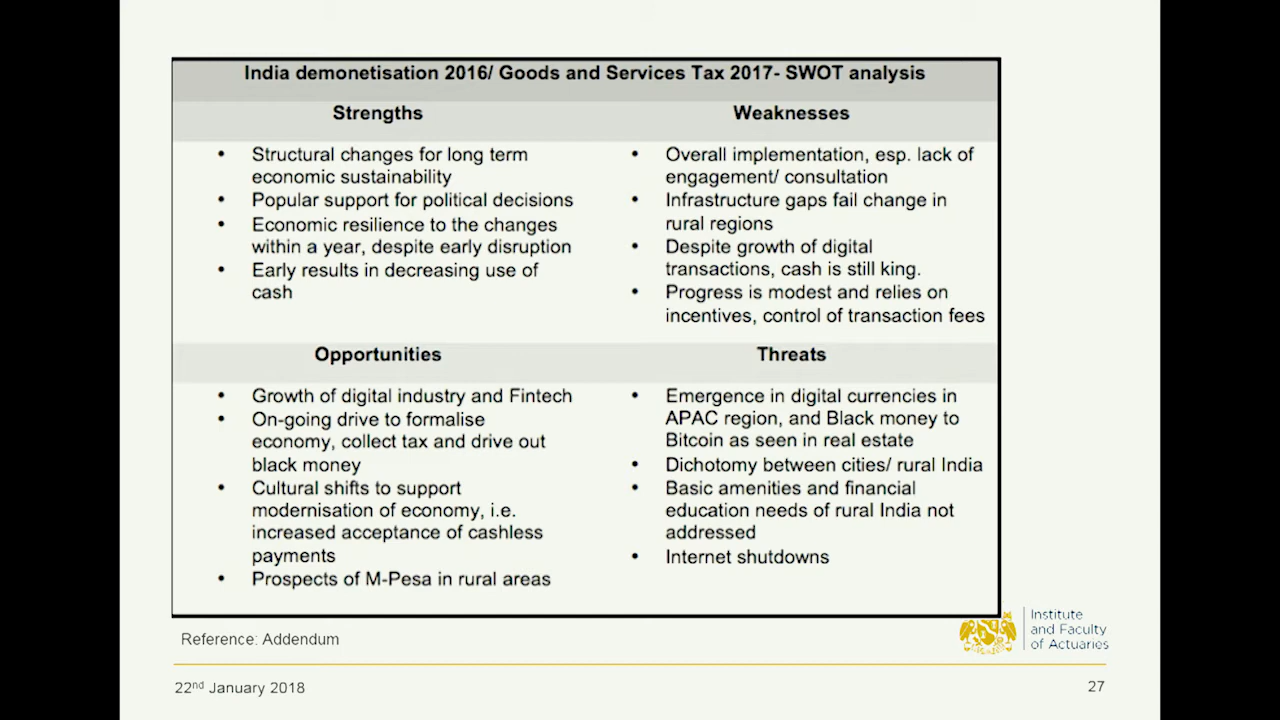 India demonetisation 2016/ Goods and Services Tax 2017- SWOT analysis
Strengths
• Structural changes for long term
economic sustainability
• Popular support for political decisions
• Economic resilience to the changes
within a year, despite early disruption
• Early results in decreasing use of
cash
Weaknesses
• Overall implementation, esp. lack of
engagement/ consultation
• Infrastructure gaps fail change in
rural regions
• Despite growth of digital
transactions, cash is still king.
• Progress is modest and relies on
incentives, control of transaction fees
Opportunities
• Growth of digital industry and Fintech
• On-going drive to formalise
economy, collect tax and drive out
black money
• Cultural shifts to support
modernisation of economy, i.e.
increased acceptance of cashless
payments
• Prospects of M-Pesa in rural areas
Threats
• Emergence in digital currencies in
APAC region, and Black money to
Bitcoin as seen in real estate
• Dichotomy between cities/ rural India
• Basic amenities and financial
education needs of rural India not
addressed
• Internet shutdowns
Reference: Addendum
Institute
and Faculty
of Actuaries
22nd January 2018
27